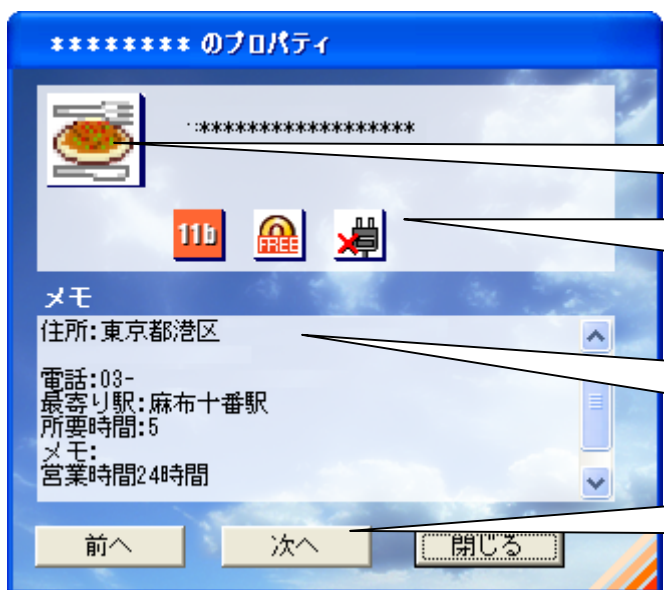 ******** のプロパティ
:******************
11b
FREE
メモ
住所:東京都港区
電話:03-
最寄り駅:麻布十番駅
所要時間:5
メモ:
営業時間24時間
前へ 次へ 閉じる